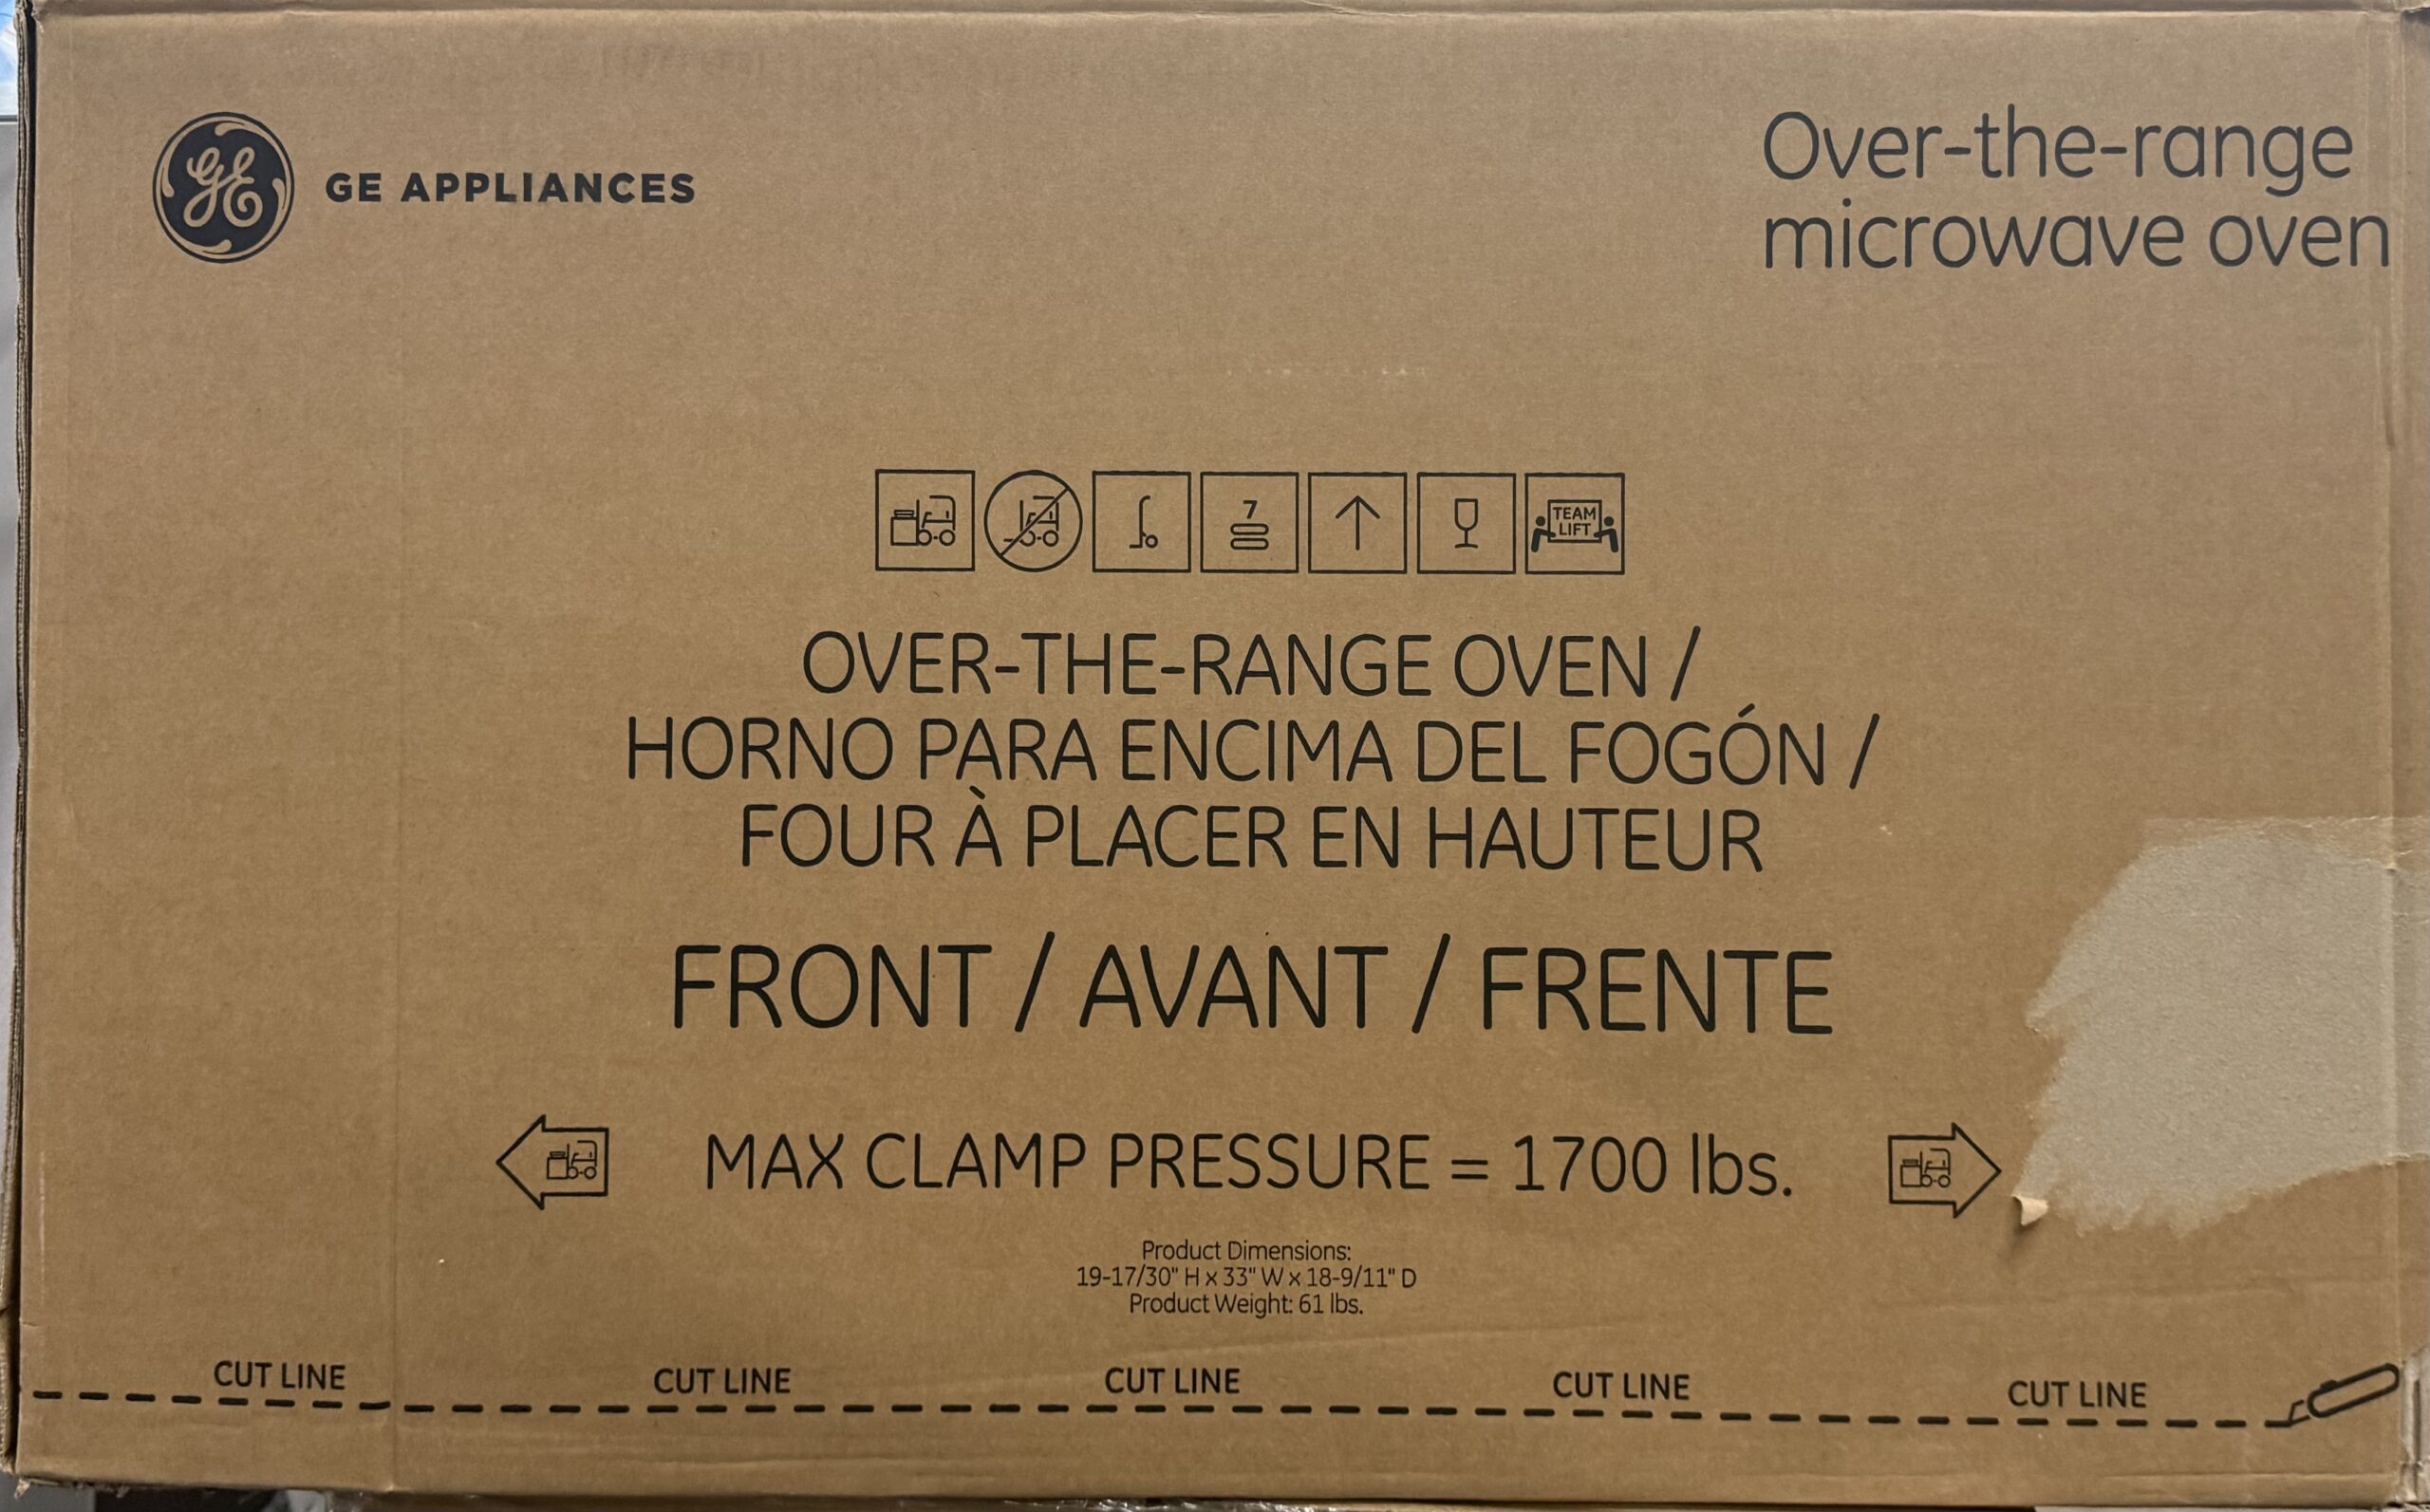 GE
GE APPLIANCES
Over-the-range
microwave oven
7
TEAM
LIFT
OVER-THE-RANGE OVEN /
HORNO PARA ENCIMA DEL FOGÓN /
FOUR À PLACER EN HAUTEUR
FRONT / AVANT / FRENTE
MAX CLAMP PRESSURE = 1700 lbs.
Product Dimensions:
19-17/30" H x 33" W x 18-9/11" D
Product Weight: 61 lbs.
CUT LINE CUT LINE CUT LINE CUT LINE CUT LINE